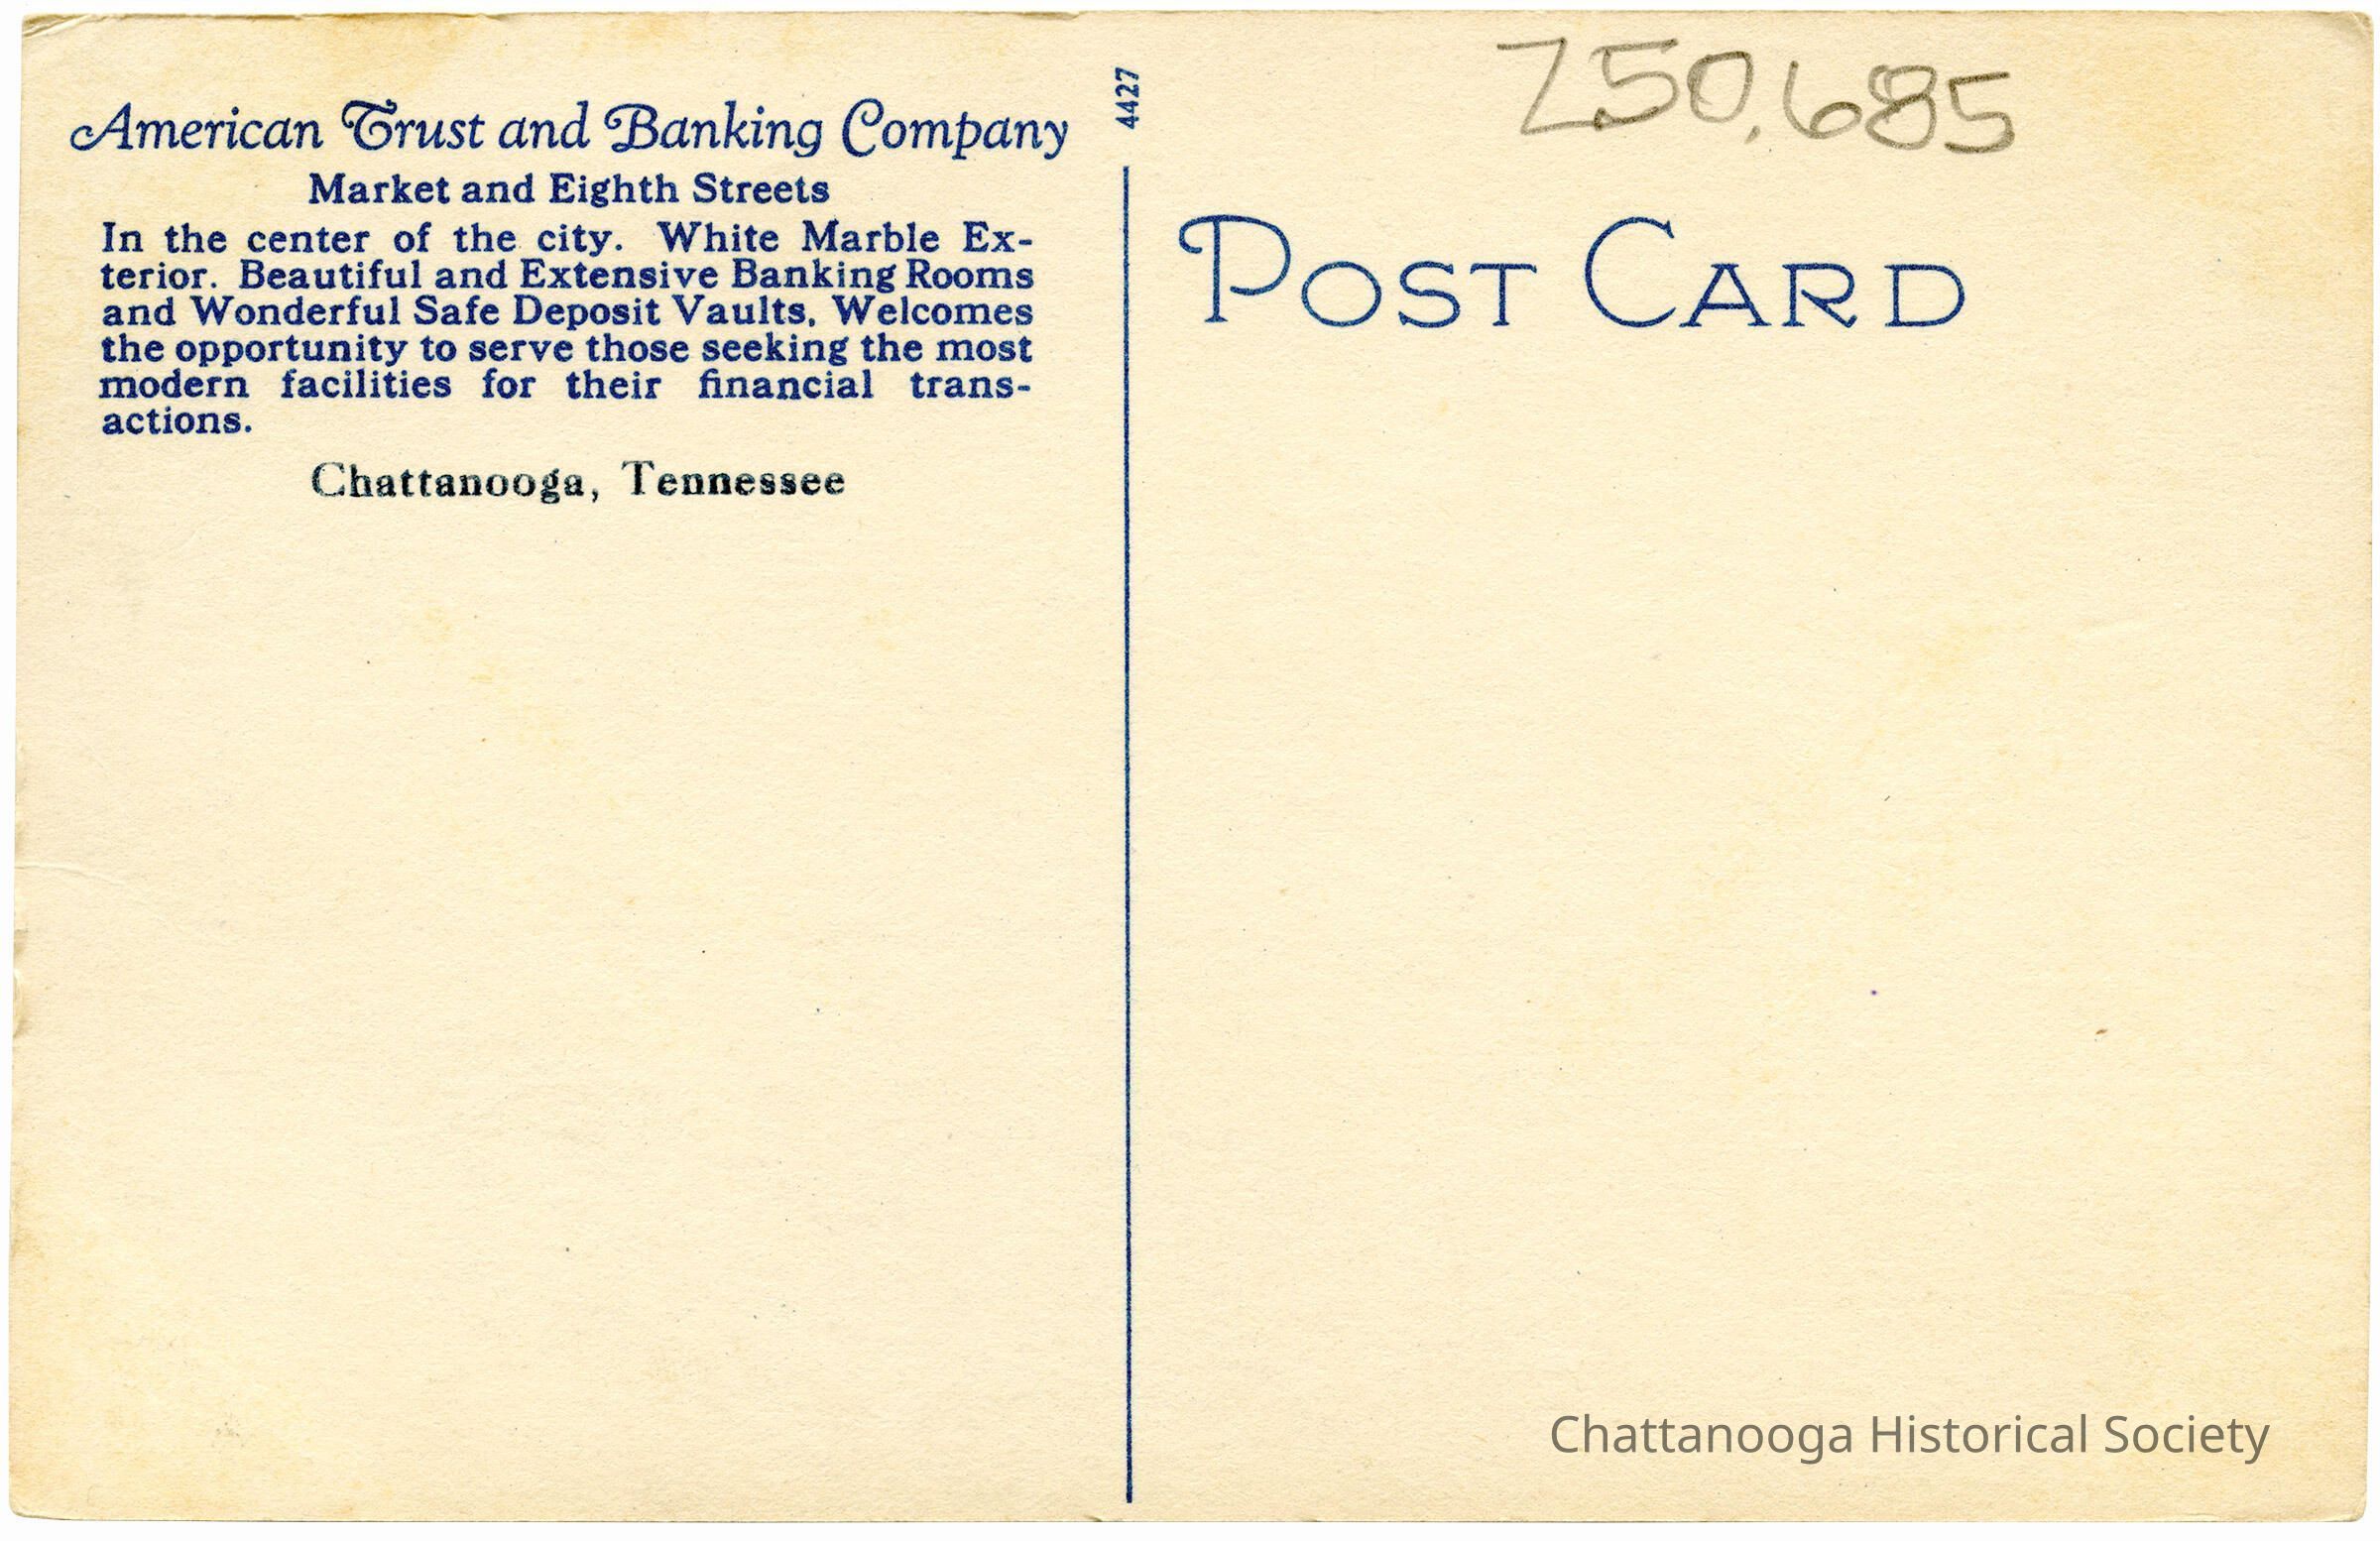 American Trust and Banking Company
Market and Eighth Streets
In the center of the city. White Marble Ex-
terior. Beautiful and Extensive Banking Rooms
and Wonderful Safe Deposit Vaults. Welcomes
the opportunity to serve those seeking the most
modern facilities for their financial trans-
actions.
Chattanooga, Tennessee
4427
Z50,685
POST CARD
Chattanooga Historical Society